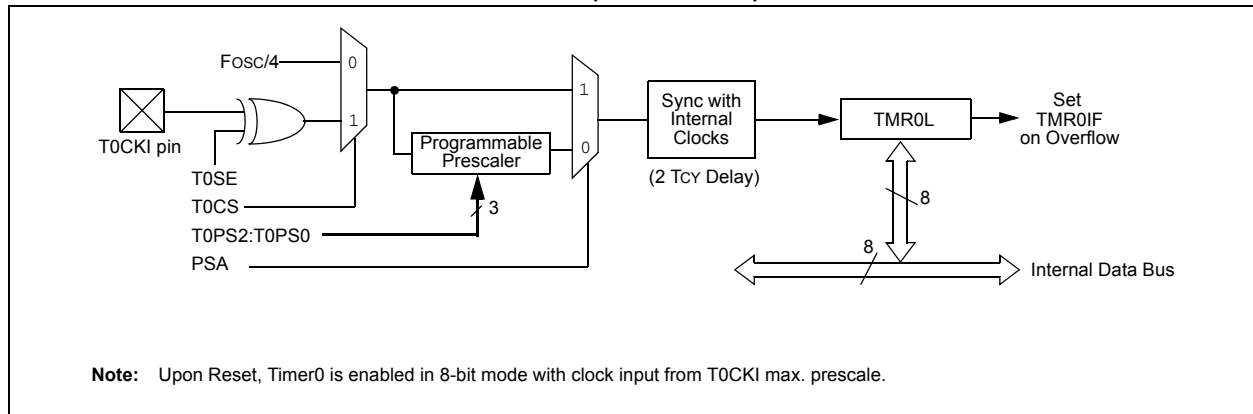 FOSC/4
0
1
T0CKI pin
T0SE
T0CS
T0PS2:T0PS0
PSA
Programmable
Prescaler
3
1
0
Sync with
Internal
Clocks
(2 TCY Delay)
TMR0L
Set
TMR0IF
on Overflow
8
8
Internal Data Bus
Note: Upon Reset, Timer0 is enabled in 8-bit mode with clock input from T0CKI max. prescale.